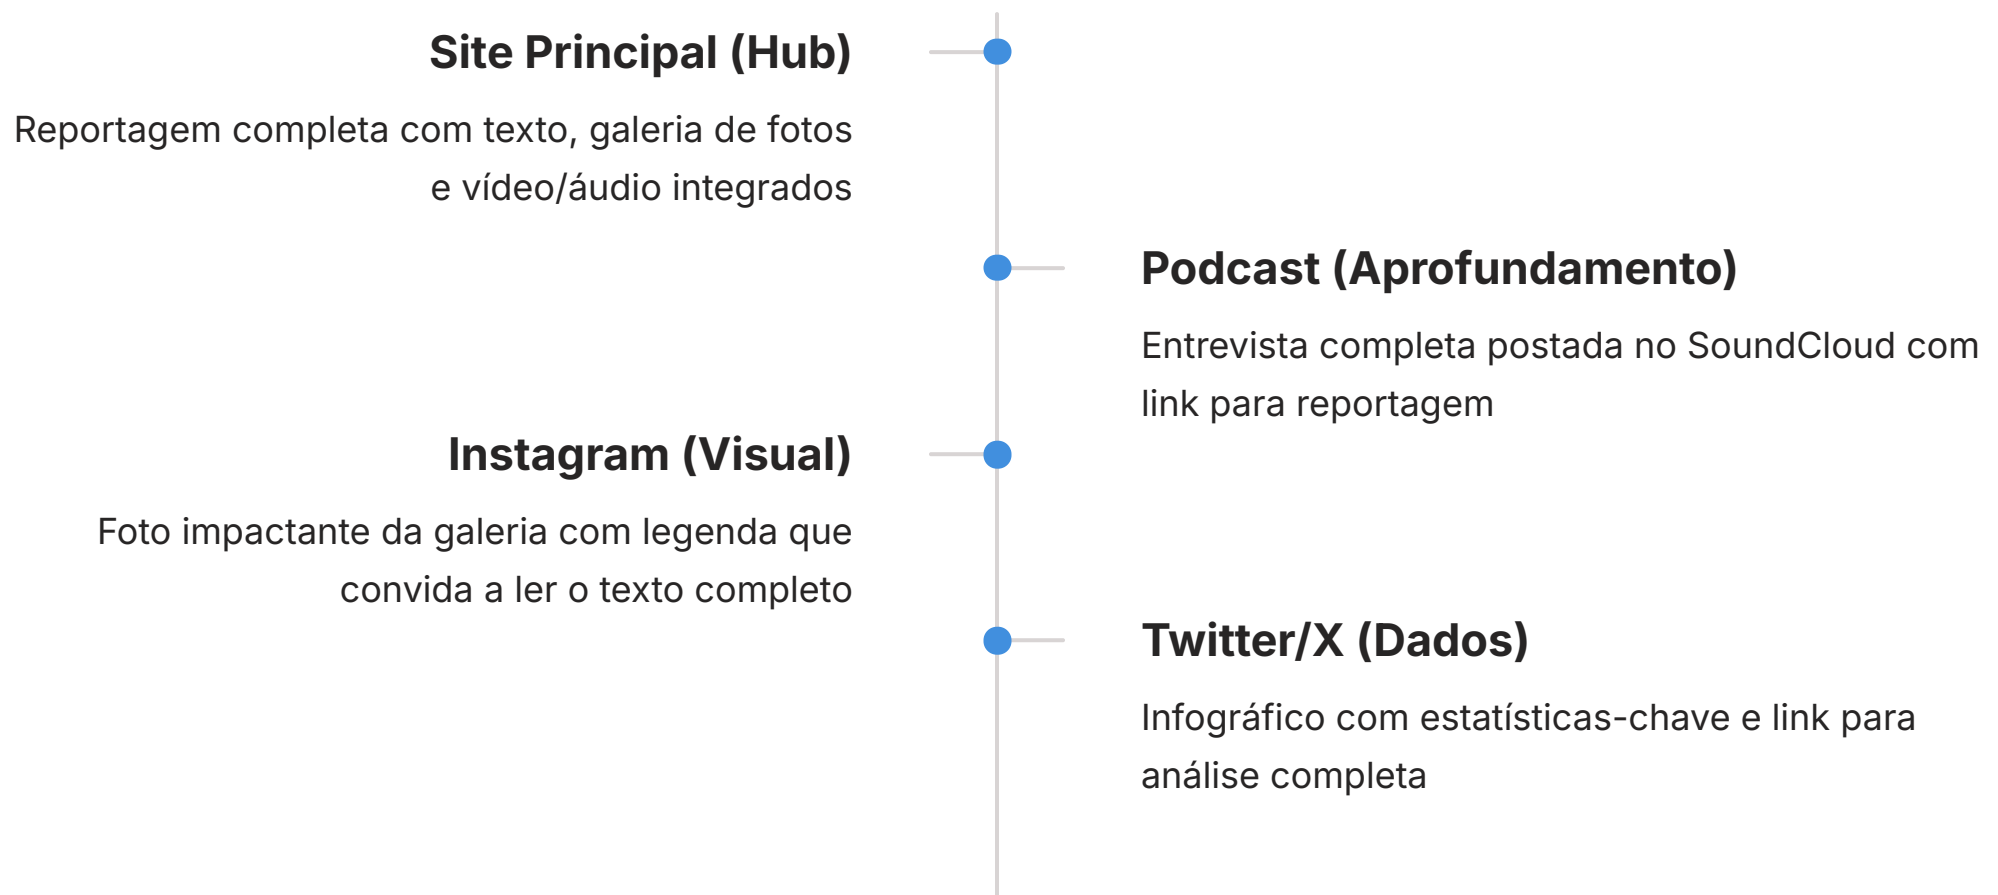 Site Principal (Hub)
Reportagem completa com texto, galeria de fotos
e vídeo/áudio integrados
Podcast (Aprofundamento)
Entrevista completa postada no SoundCloud com
link para reportagem
Instagram (Visual)
Foto impactante da galeria com legenda que
convida a ler o texto completo
Twitter/X (Dados)
Infográfico com estatísticas-chave e link para
análise completa